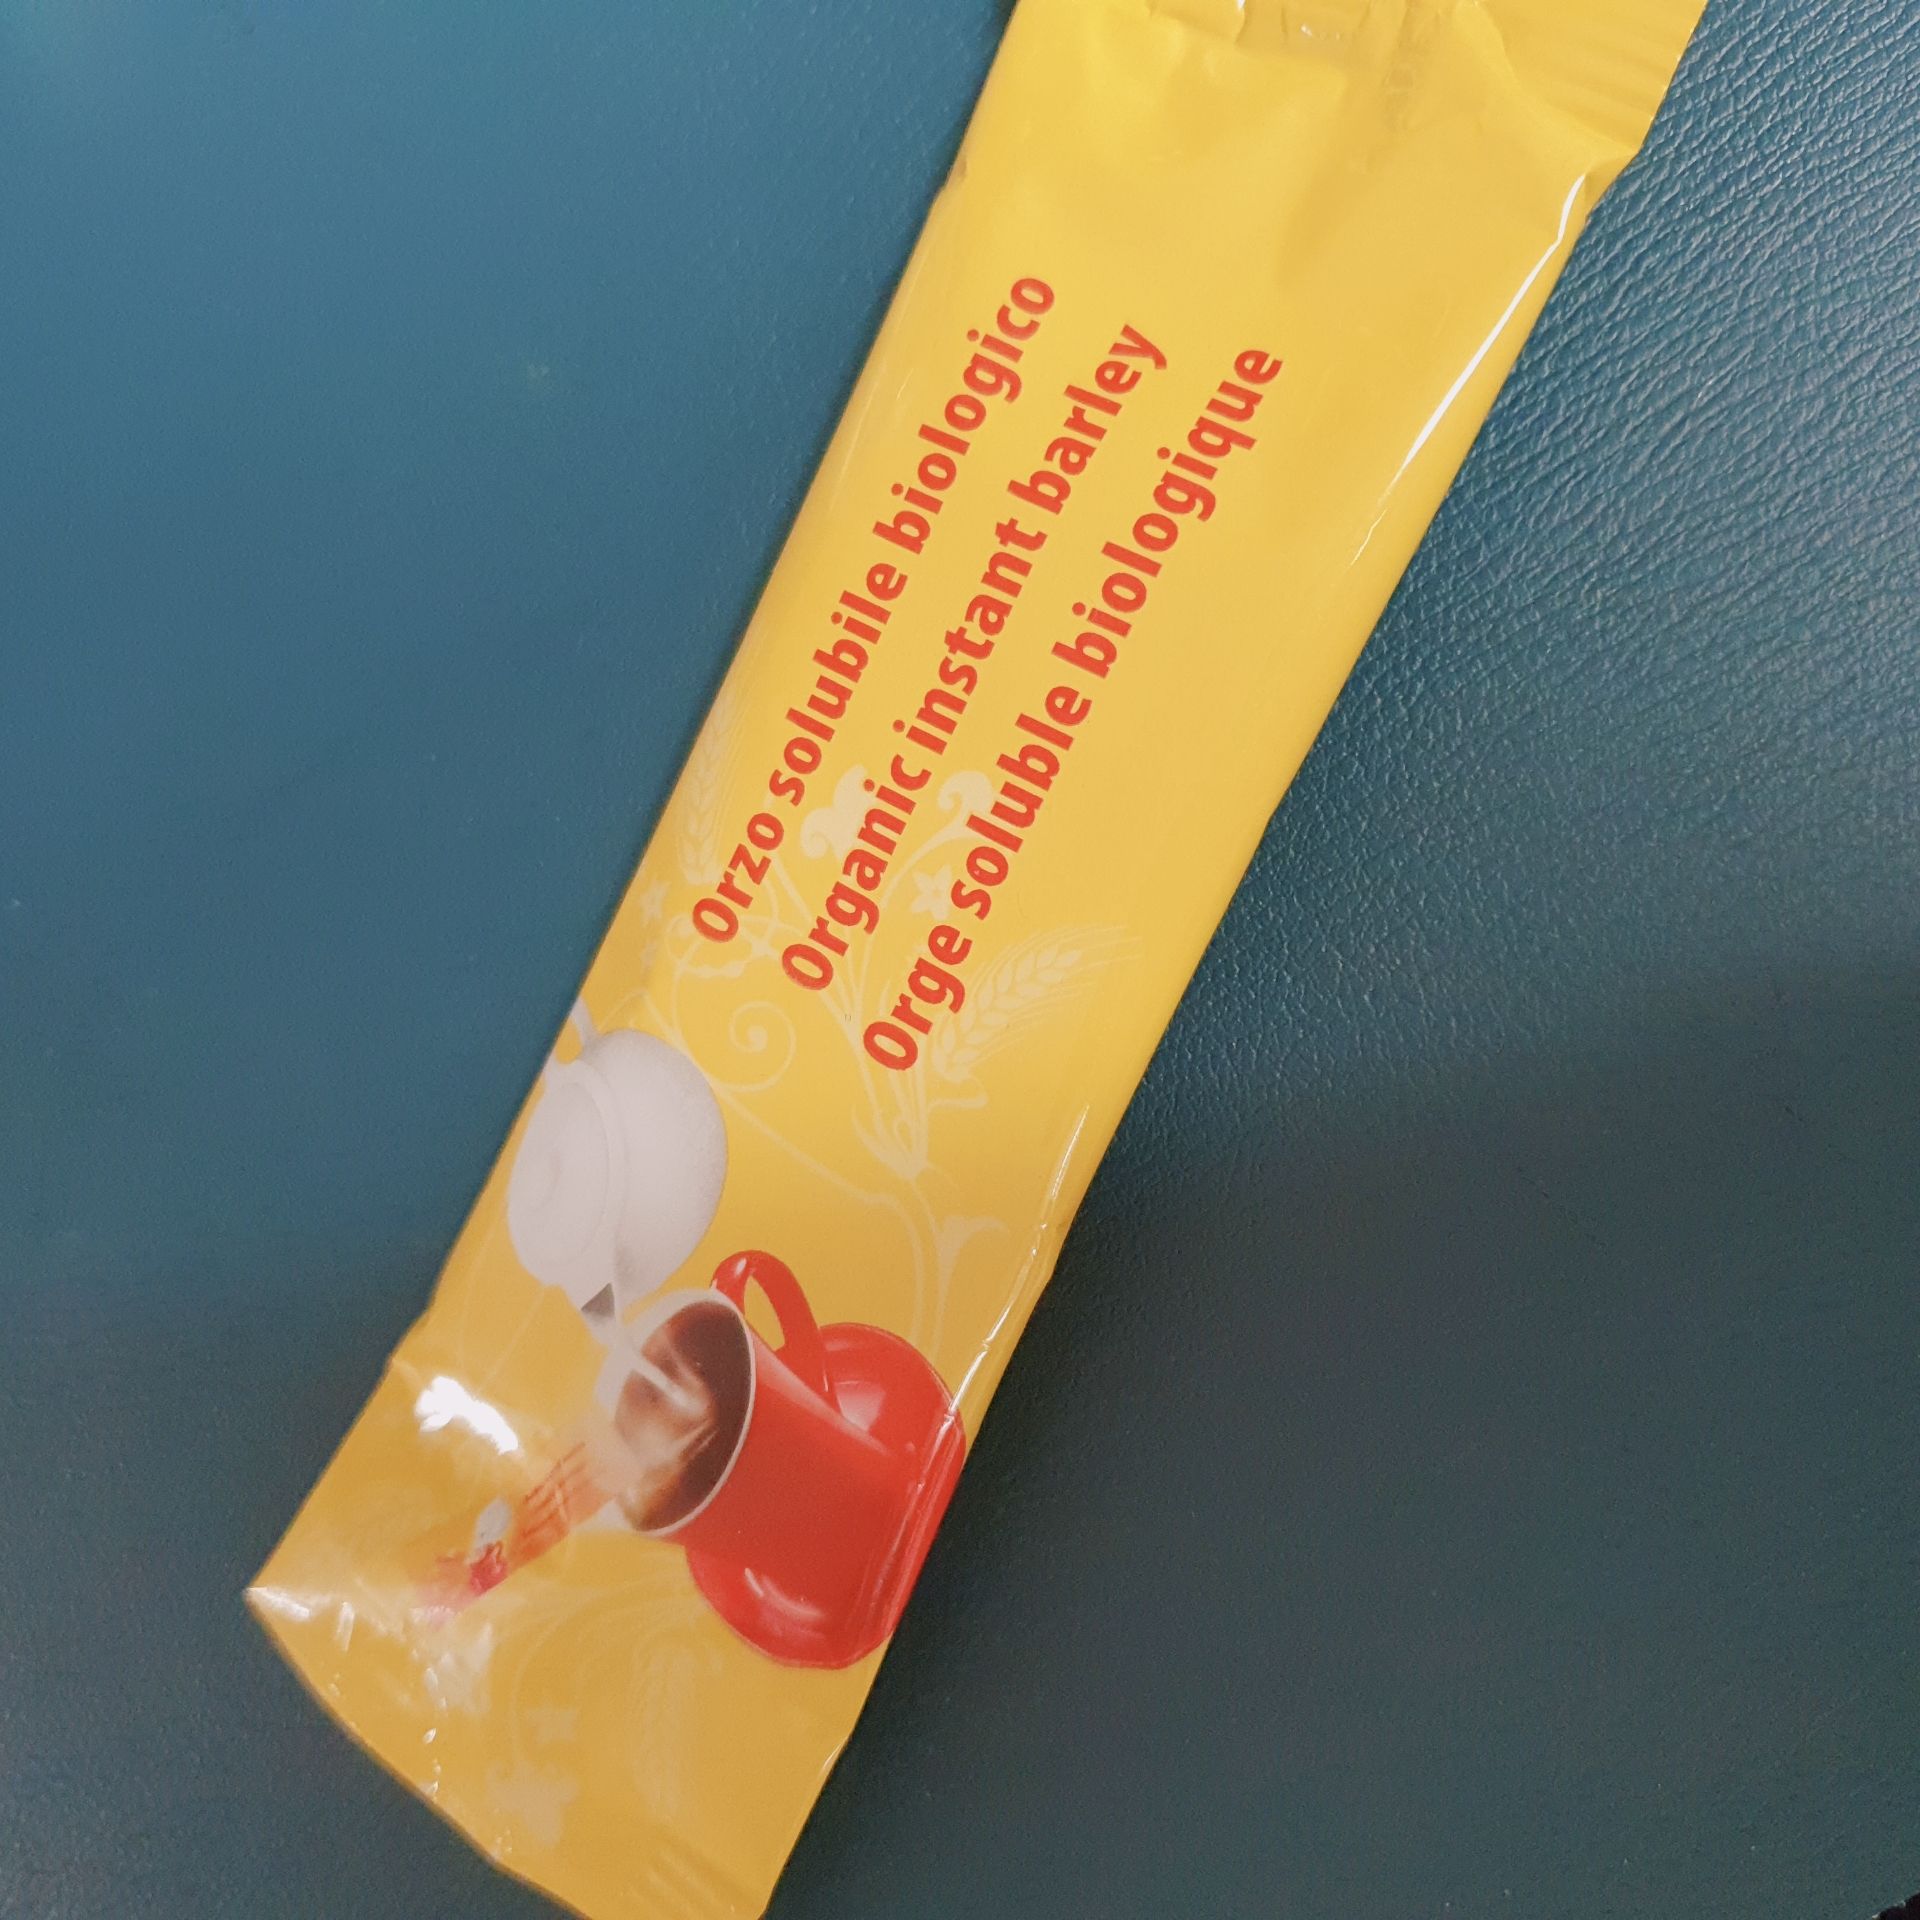 Orzo solubile biologico
Organic instant barley
Orge soluble biologique